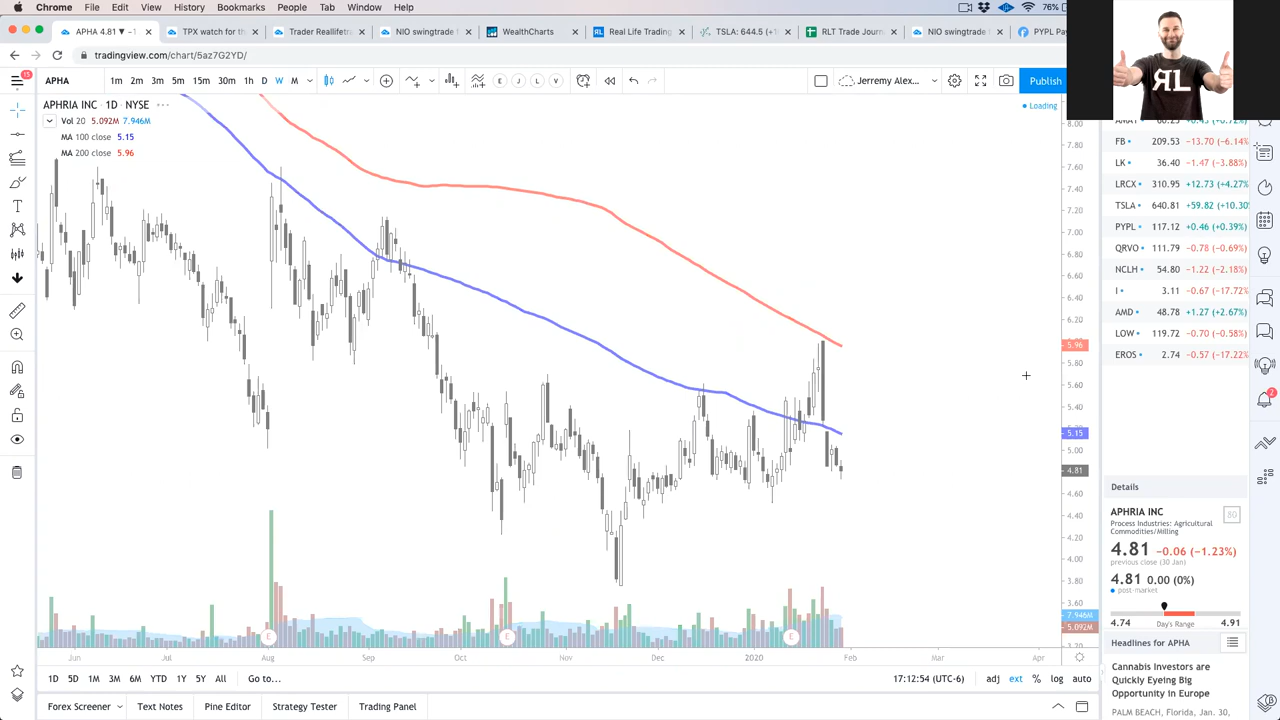 Chrome File Edit View History Bookmarks People Tab Window Help 76%
APHA 4.81 ▼ −1 TPX watch for the Trader Reallifetra NIO swingtrade WealthCharts Real Life Trading TSLA: 644.5 (+ RLT Trade Journ NIO swingtrade PYPL Pay
tradingview.com/chart/5az7G2YD/
15 APHA 1m 2m 3m 5m 15m 30m 1h D W M E J L V Jerremy Alex... Publish
ЯL
APHRIA INC · 1D · NYSE
Vol 20 5.092M 7.946M
MA 100 close 5.15
MA 200 close 5.96
Loading
8.00
7.80
7.60
7.40
7.20
7.00
6.80
6.60
6.40
6.20
5.96
5.80
5.60
5.40
5.15
5.00
4.81
4.60
4.40
4.20
4.00
3.80
3.60
7.946M
5.092M
E E E
Jun Jul Aug Oct Nov Dec 2020 Feb Mar Apr
1D 5D 1M 3M 6M YTD 1Y 5Y All Go to... 17:12:54 (UTC-6) adj ext % log auto
Forex Screener Text Notes Pine Editor Strategy Tester Trading Panel
FB 209.53 −13.70 (−6.14%
LK 36.40 −1.47 (−3.88%
LRCX 310.95 +12.73 (+4.27%
TSLA 640.81 +59.82 (+10.30%
PYPL 117.12 +0.46 (+0.39%
QRVO 111.79 −0.78 (−0.69%
NCLH 54.80 −1.22 (−2.18%
I 3.11 −0.67 (−17.72%
AMD 48.78 +1.27 (+2.67%
LOW 119.72 −0.70 (−0.58%
EROS 2.74 −0.57 (−17.22%
2
Details
APHRIA INC 80
Process Industries: Agricultural
Commodities/Milling
4.81 −0.06 (−1.23%)
previous close (30 Jan)
4.81 0.00 (0%)
post-market
4.74 Day's Range 4.91
Headlines for APHA
Cannabis Investors are
Quickly Eyeing Big
Opportunity in Europe
PALM BEACH, Florida, Jan. 30,